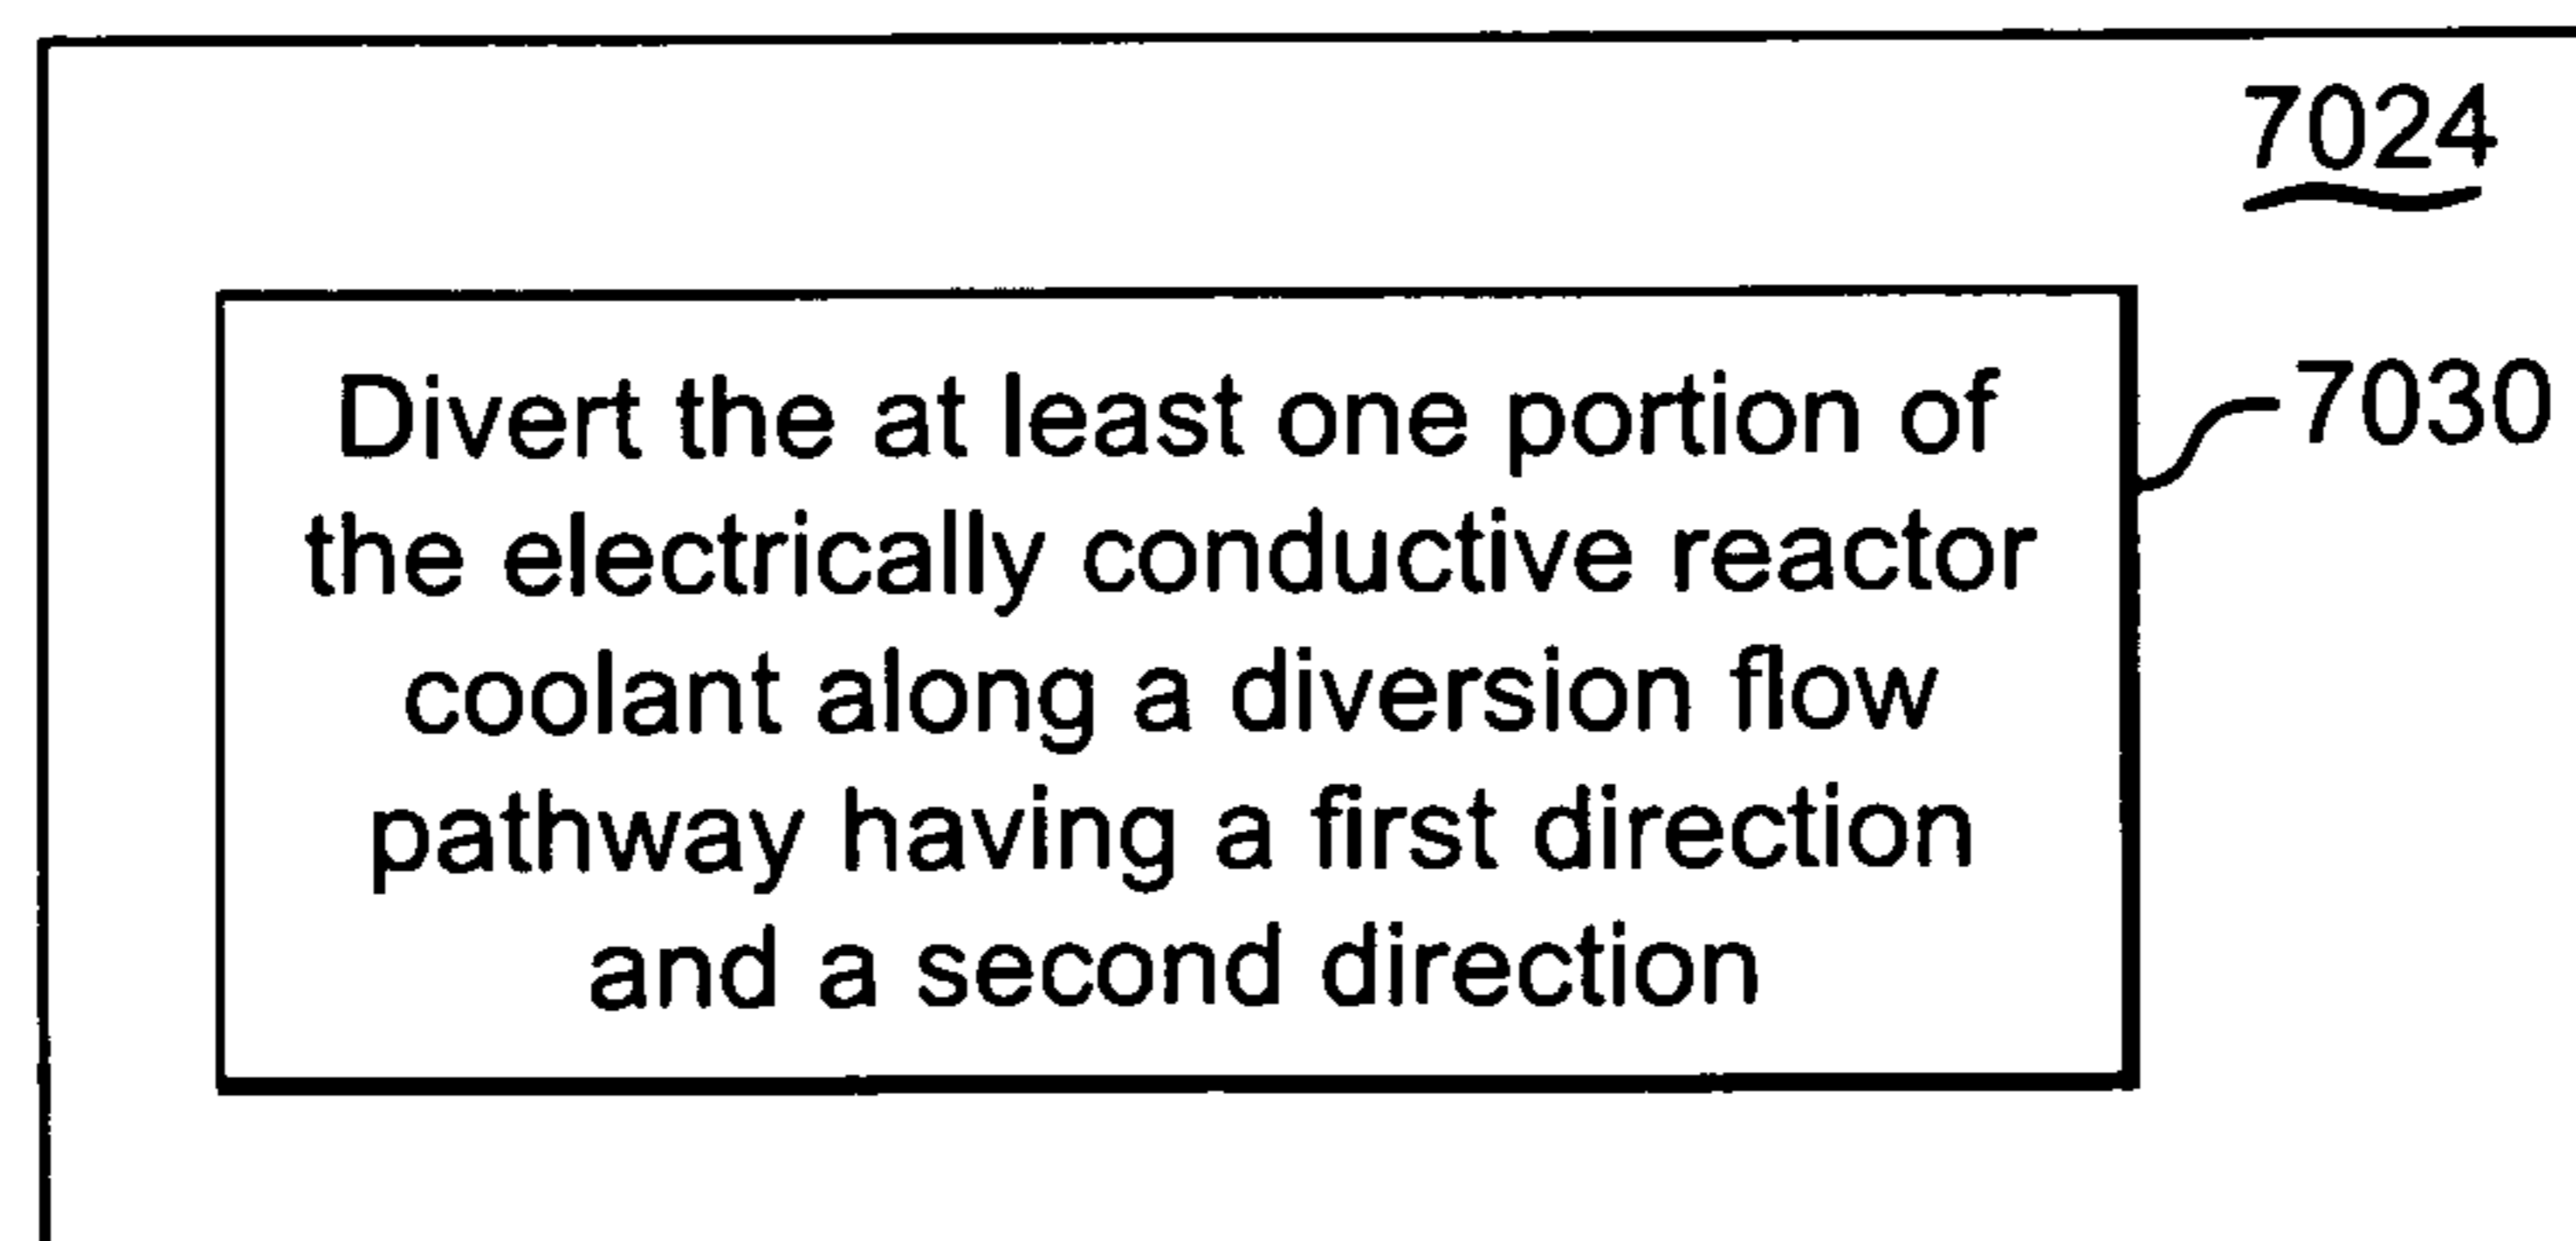 7024
Divert the at least one portion of
7030
the electrically conductive reactor
coolant along a diversion flow
pathway having a first direction
and a second direction